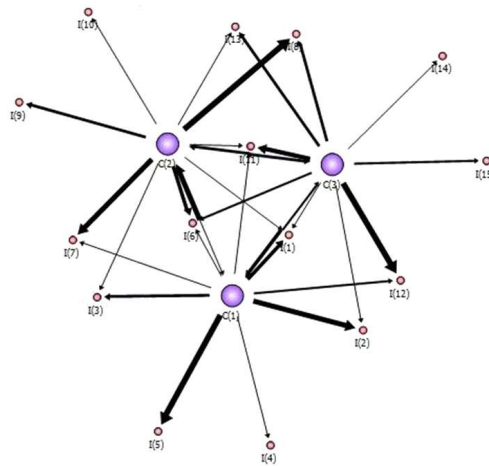 I(10)
I(13)
I(8)
I(14)
I(9)
C(2)
I(11)
C(3)
I(15
I(6)
I(1)
I(7)
I(3)
C(1)
I(12)
I(2)
I(5)
I(4)